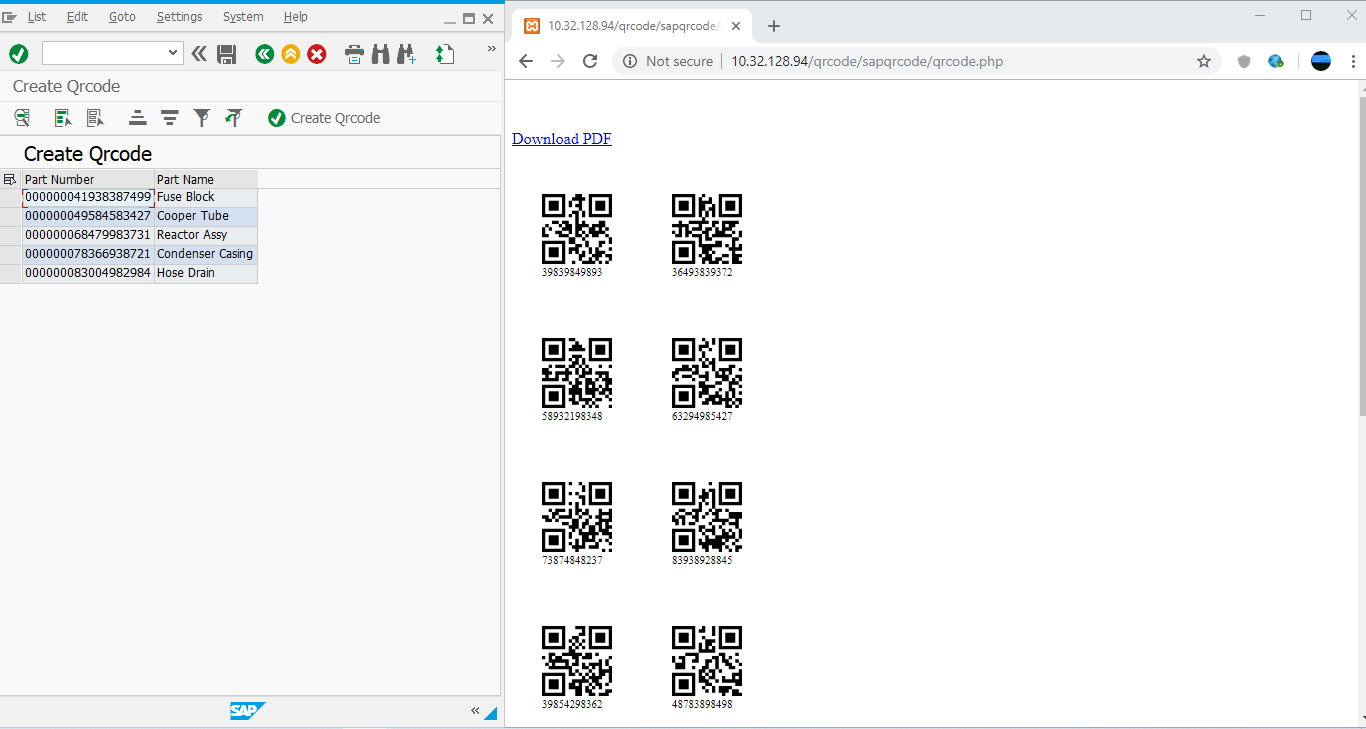 List Edit Goto Settings System Help
Create Qrcode
Create Qrcode
Create Qrcode
Part Number Part Name
000000041938387499 Fuse Block
000000049584583427 Cooper Tube
000000068479983731 Reactor Assy
000000078366938721 Condenser Casing
000000083004982984 Hose Drain
SAP
10.32.128.94/qrcode/sapqrcode/
Not secure 10.32.128.94/qrcode/sapqrcode/qrcode.php
Download PDF
39839849893 36493839372
58932198348 63294985427
73874848237 83938928845
39854298362 48783898498